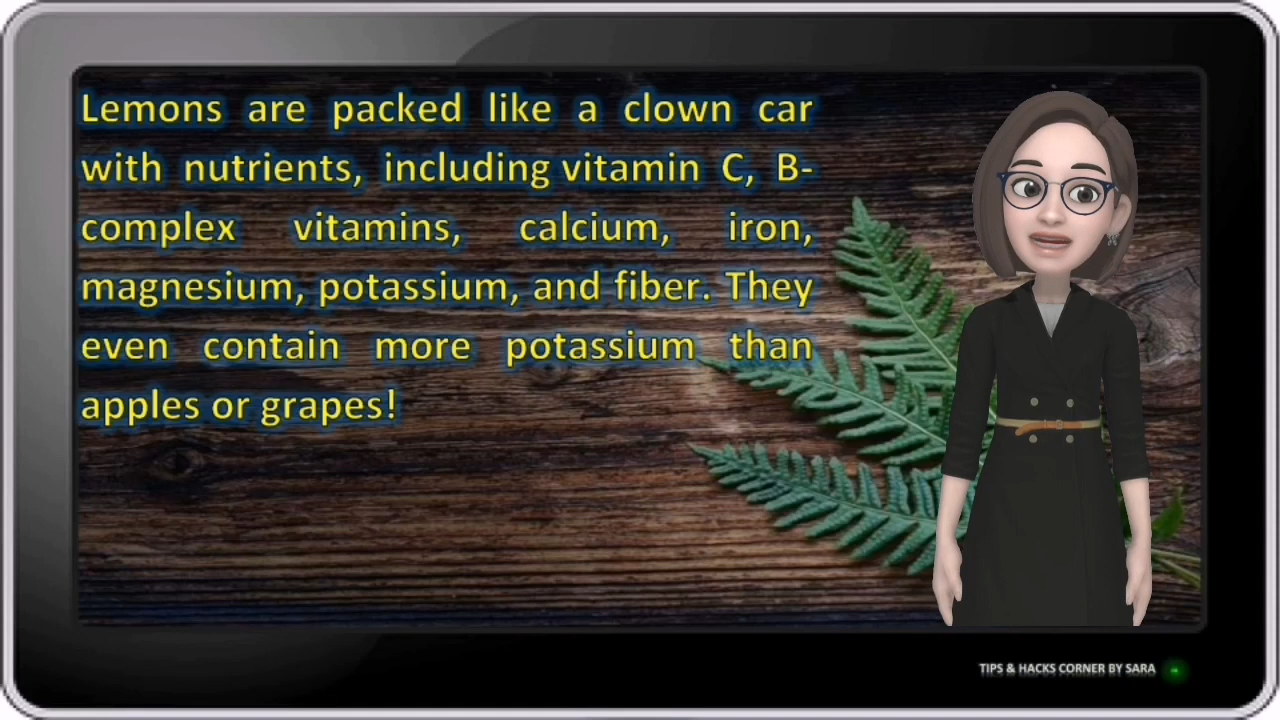 Lemons are packed like a clown car
with nutrients, including vitamin C, B-
complex vitamins, calcium, iron,
magnesium, potassium, and fiber. They
even contain more potassium than
apples or grapes!
TIPS & HACKS CORNER BY SARA